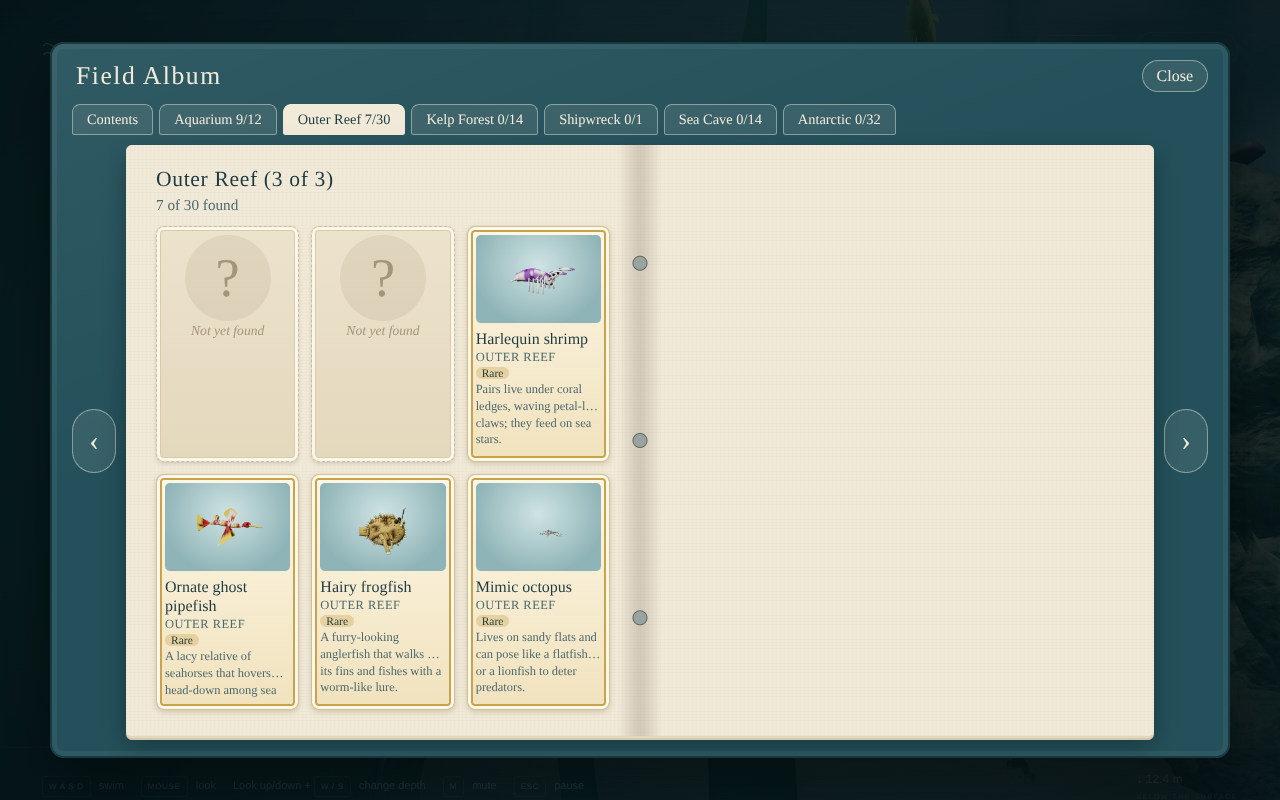 Field Album
Close
Contents
Aquarium 9/12
Outer Reef 7/30
Kelp Forest 0/14
Shipwreck 0/1
Sea Cave 0/14
Antarctic 0/32
Outer Reef (3 of 3)
7 of 30 found
?
Not yet found
?
Not yet found
Harlequin shrimp
OUTER REEF
Rare
Pairs live under coral
ledges, waving petal-l…
claws; they feed on sea
stars.
Ornate ghost
pipefish
OUTER REEF
Rare
A lacy relative of
seahorses that hovers…
head-down among sea
Hairy frogfish
OUTER REEF
Rare
A furry-looking
anglerfish that walks …
its fins and fishes with a
worm-like lure.
Mimic octopus
OUTER REEF
Rare
Lives on sandy flats and
can pose like a flatfish…
or a lionfish to deter
predators.
‹
›
W A S D swim MOUSE look Look up/down + W / S change depth M mute ESC pause
12.4 m